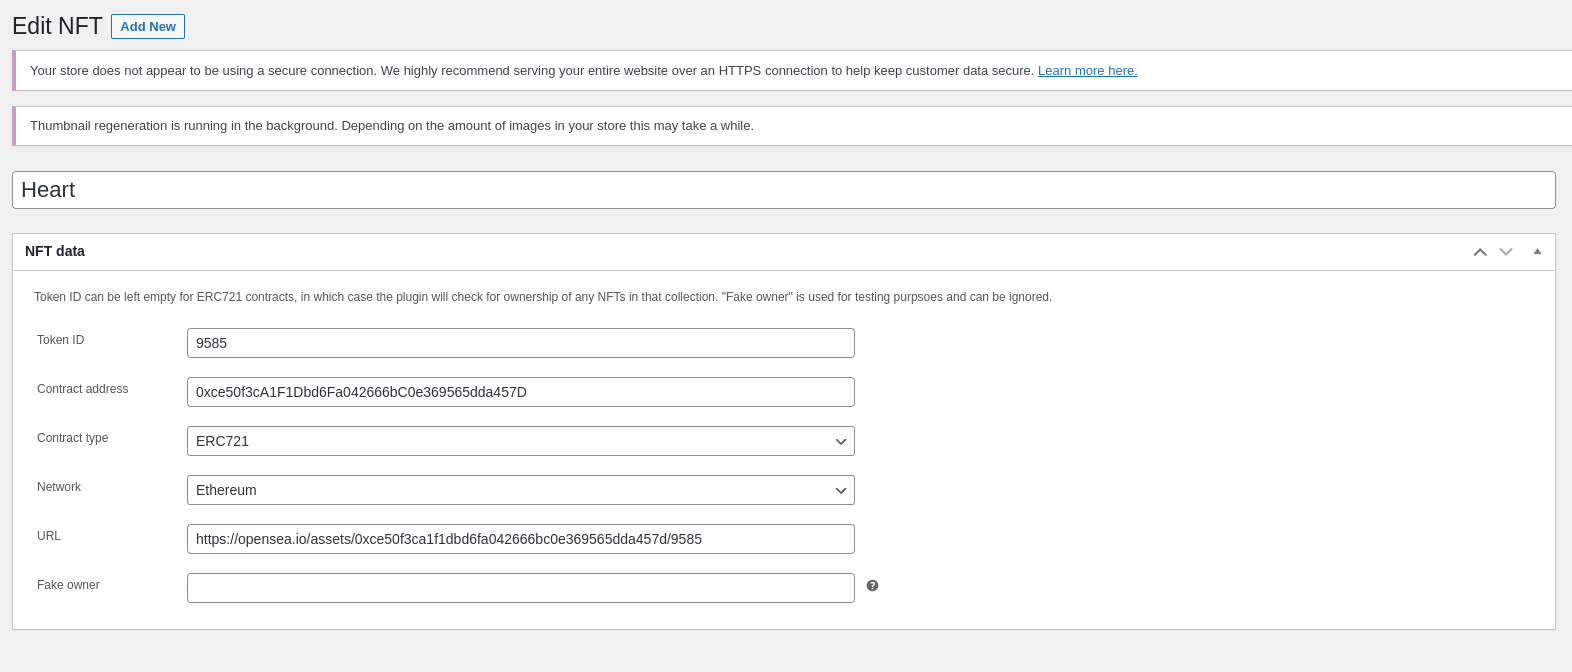 Edit NFT Add New
Your store does not appear to be using a secure connection. We highly recommend serving your entire website over an HTTPS connection to help keep customer data secure. Learn more here.
Thumbnail regeneration is running in the background. Depending on the amount of images in your store this may take a while.
Heart
NFT data
Token ID can be left empty for ERC721 contracts, in which case the plugin will check for ownership of any NFTs in that collection. "Fake owner" is used for testing purpsoes and can be ignored.
Token ID 9585
Contract address 0xce50f3cA1F1Dbd6Fa042666bC0e369565dda457D
Contract type ERC721
Network Ethereum
URL https://opensea.io/assets/0xce50f3ca1f1dbd6fa042666bc0e369565dda457d/9585
Fake owner ?